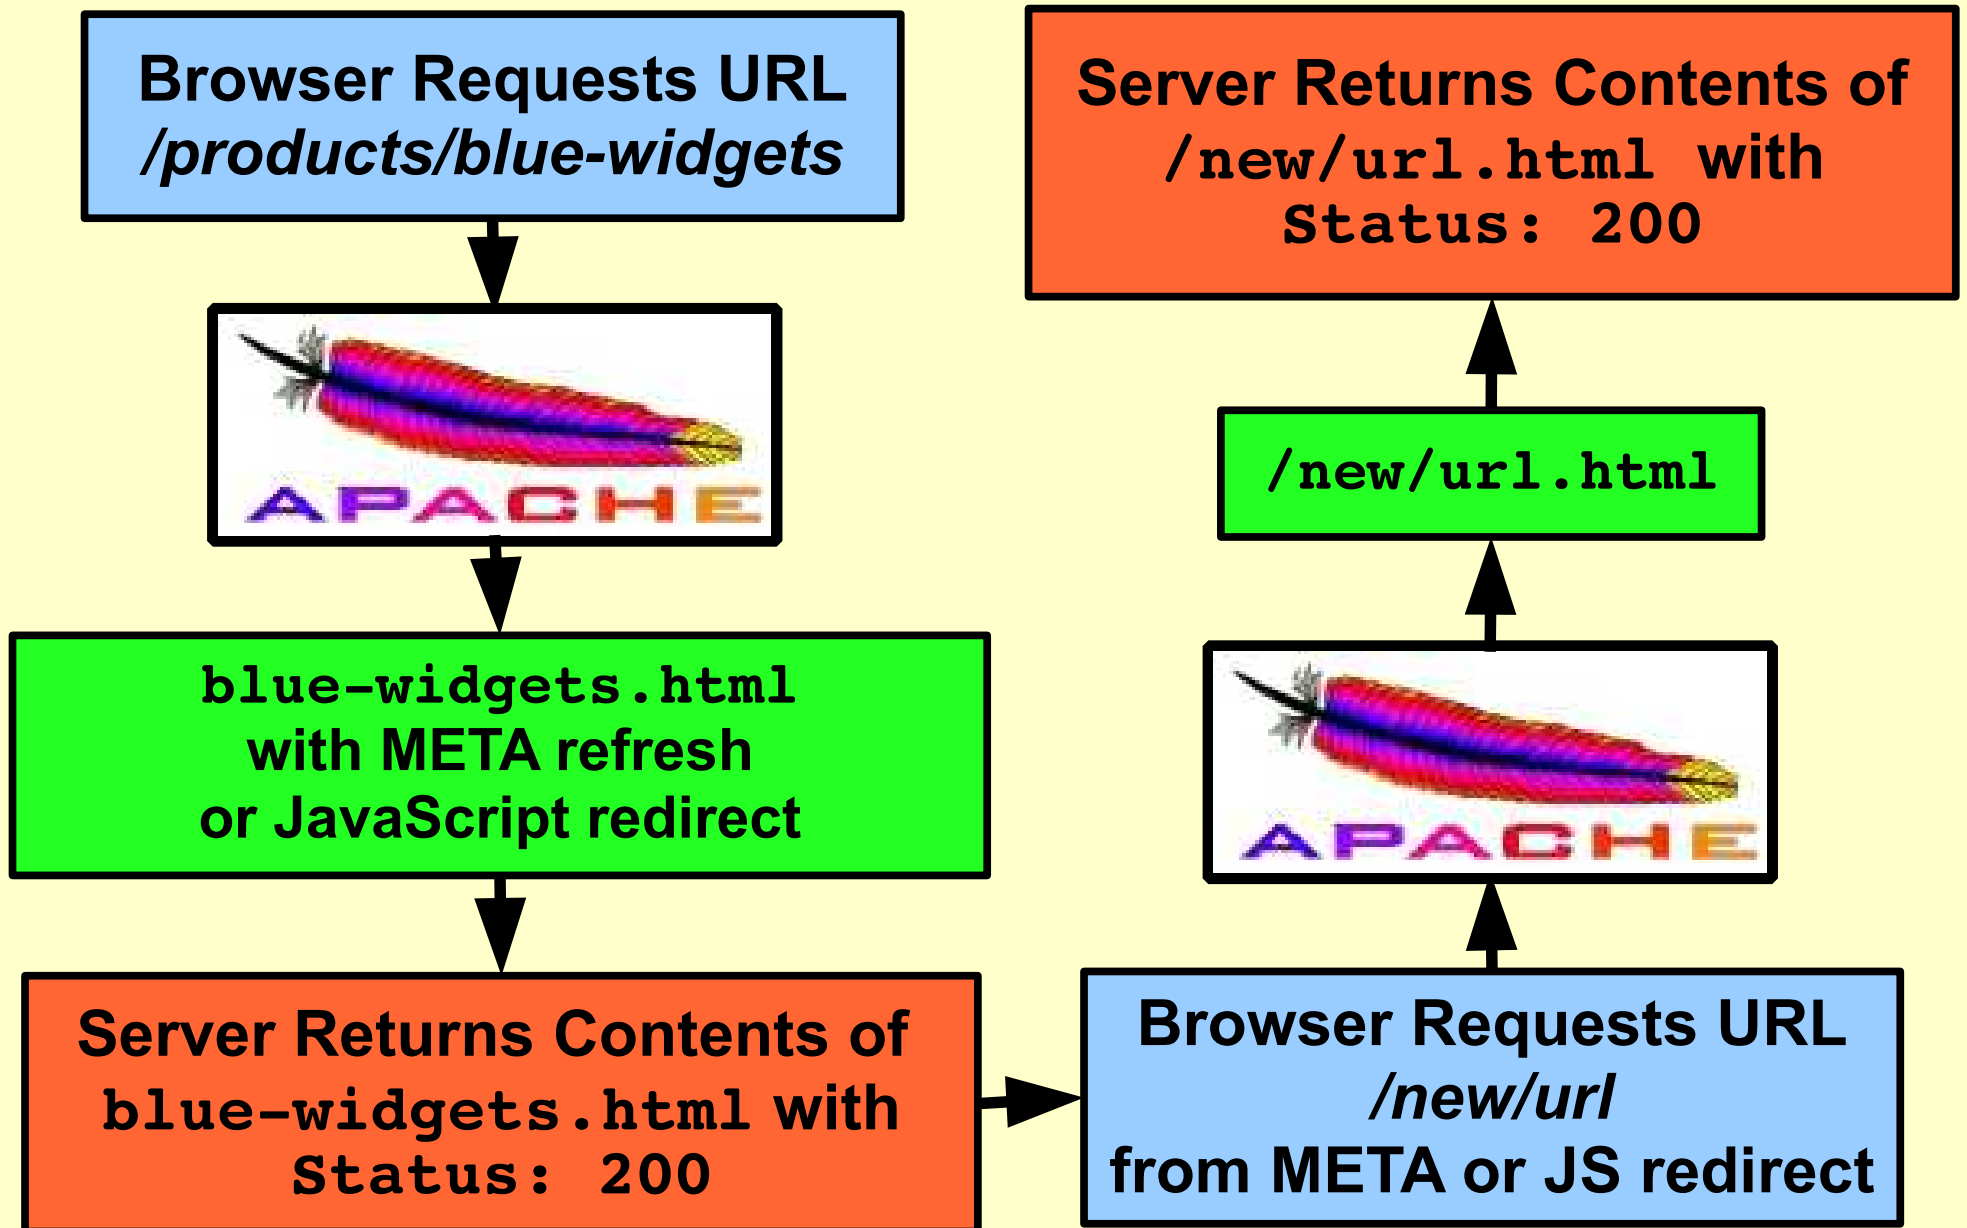 Browser Requests URL
/products/blue-widgets
APACHE
blue-widgets.html
with META refresh
or JavaScript redirect
Server Returns Contents of
blue-widgets.html with
Status: 200
Browser Requests URL
/new/url
from META or JS redirect
APACHE
/new/url.html
Server Returns Contents of
/new/url.html with
Status: 200